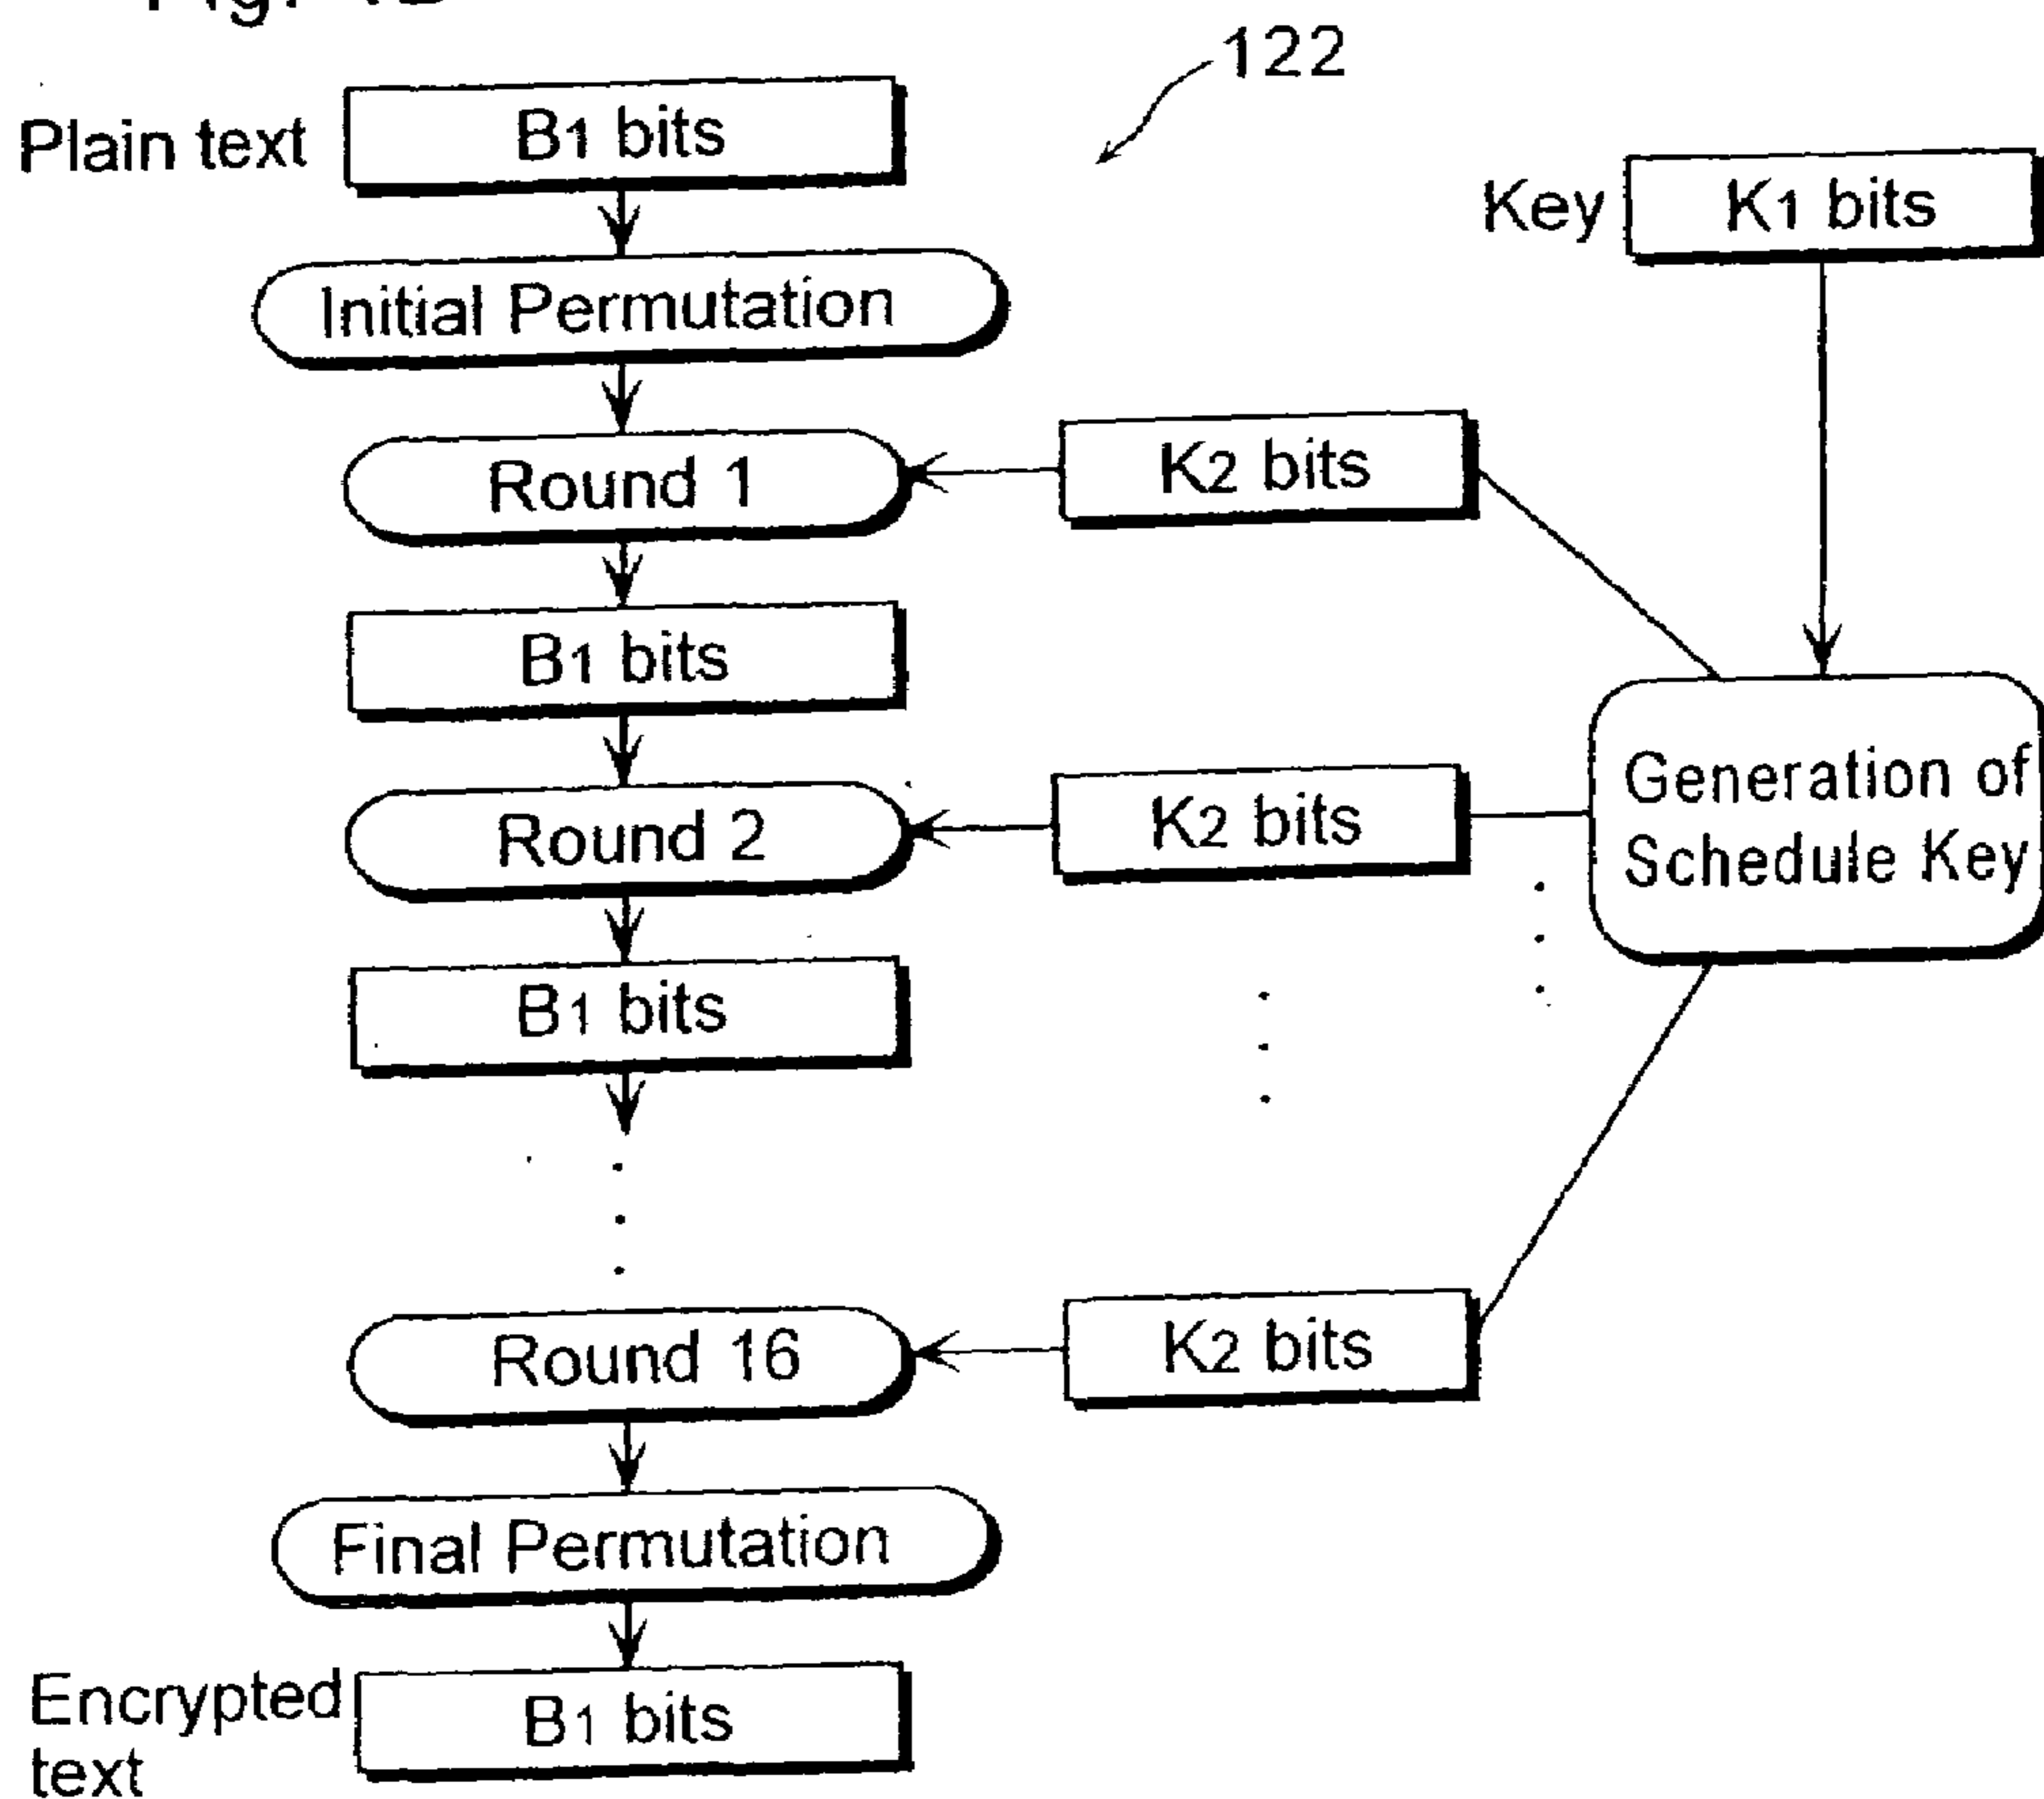 122
Plain text
B1 bits
Key
K1 bits
Initial Permutation
Round 1
K2 bits
B1 bits
Generation of
Schedule Key
Round 2
K2 bits
B1 bits
Round 16
K2 bits
Final Permutation
Encrypted
text
B1 bits